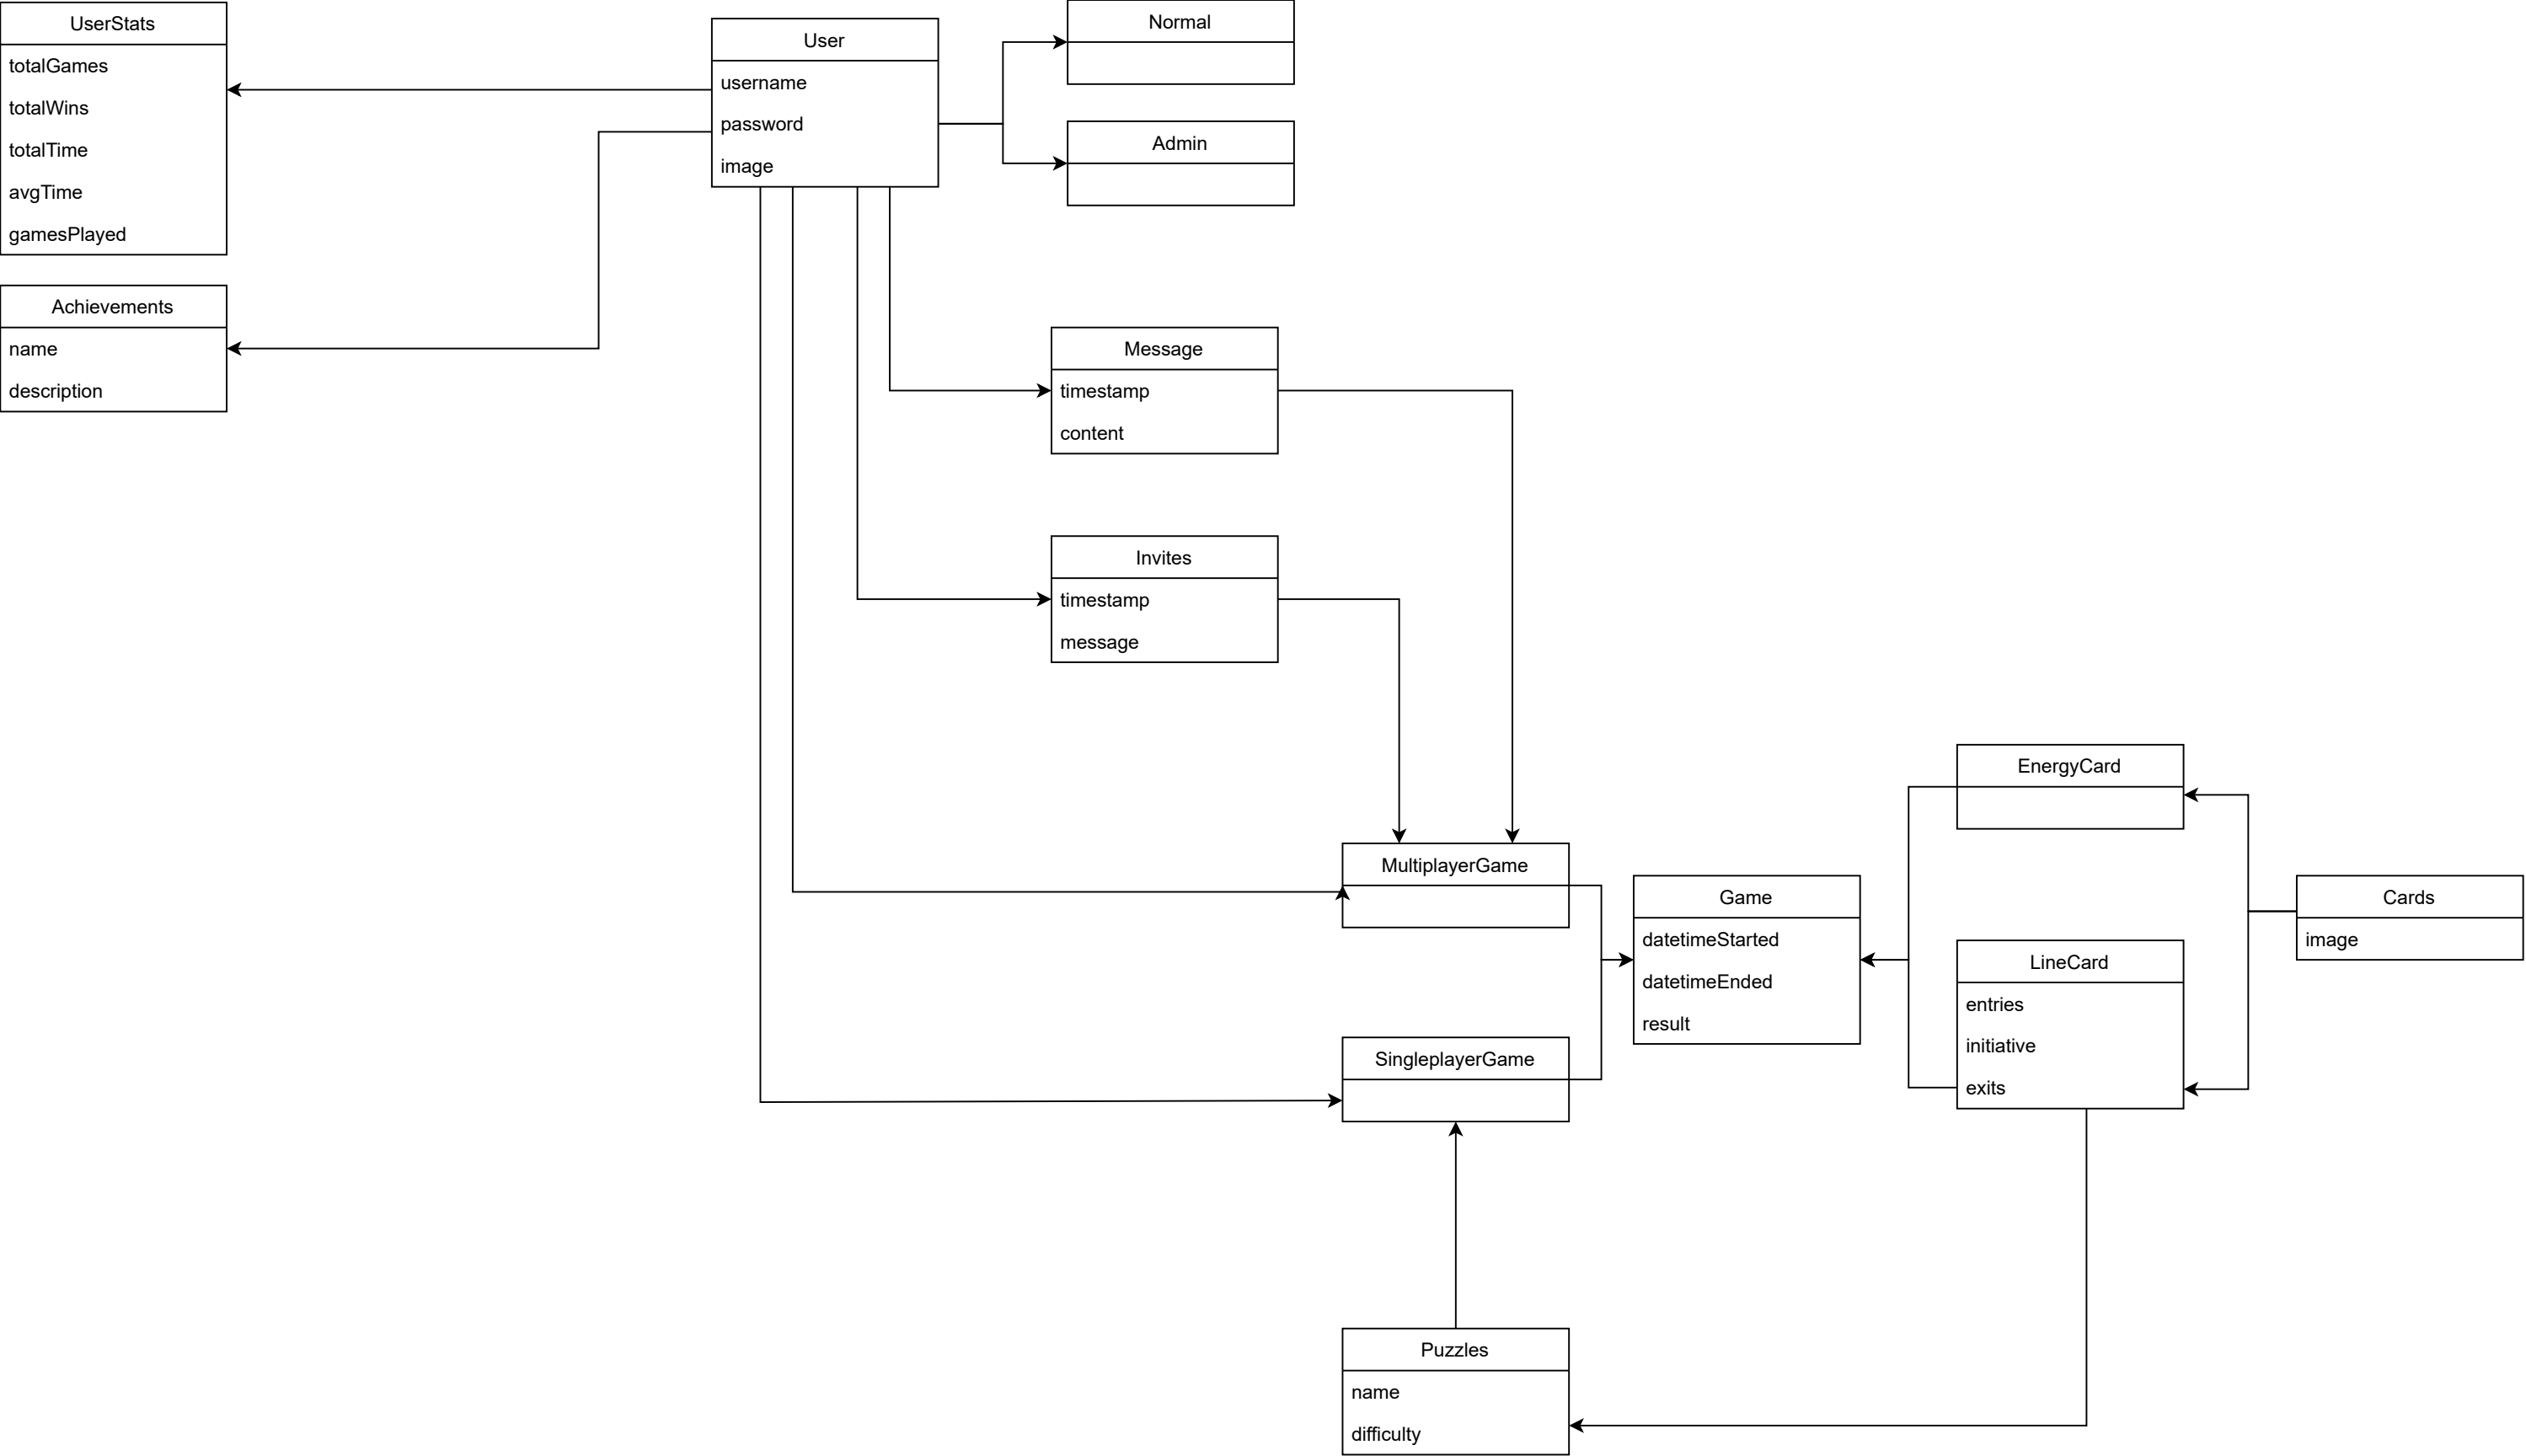 UserStats
totalGames
totalWins
totalTime
avgTime
gamesPlayed
Achievements
name
description
User
username
password
image
Normal
Admin
Message
timestamp
content
Invites
timestamp
message
MultiplayerGame
SingleplayerGame
Puzzles
name
difficulty
Game
datetimeStarted
datetimeEnded
result
EnergyCard
LineCard
entries
initiative
exits
Cards
image